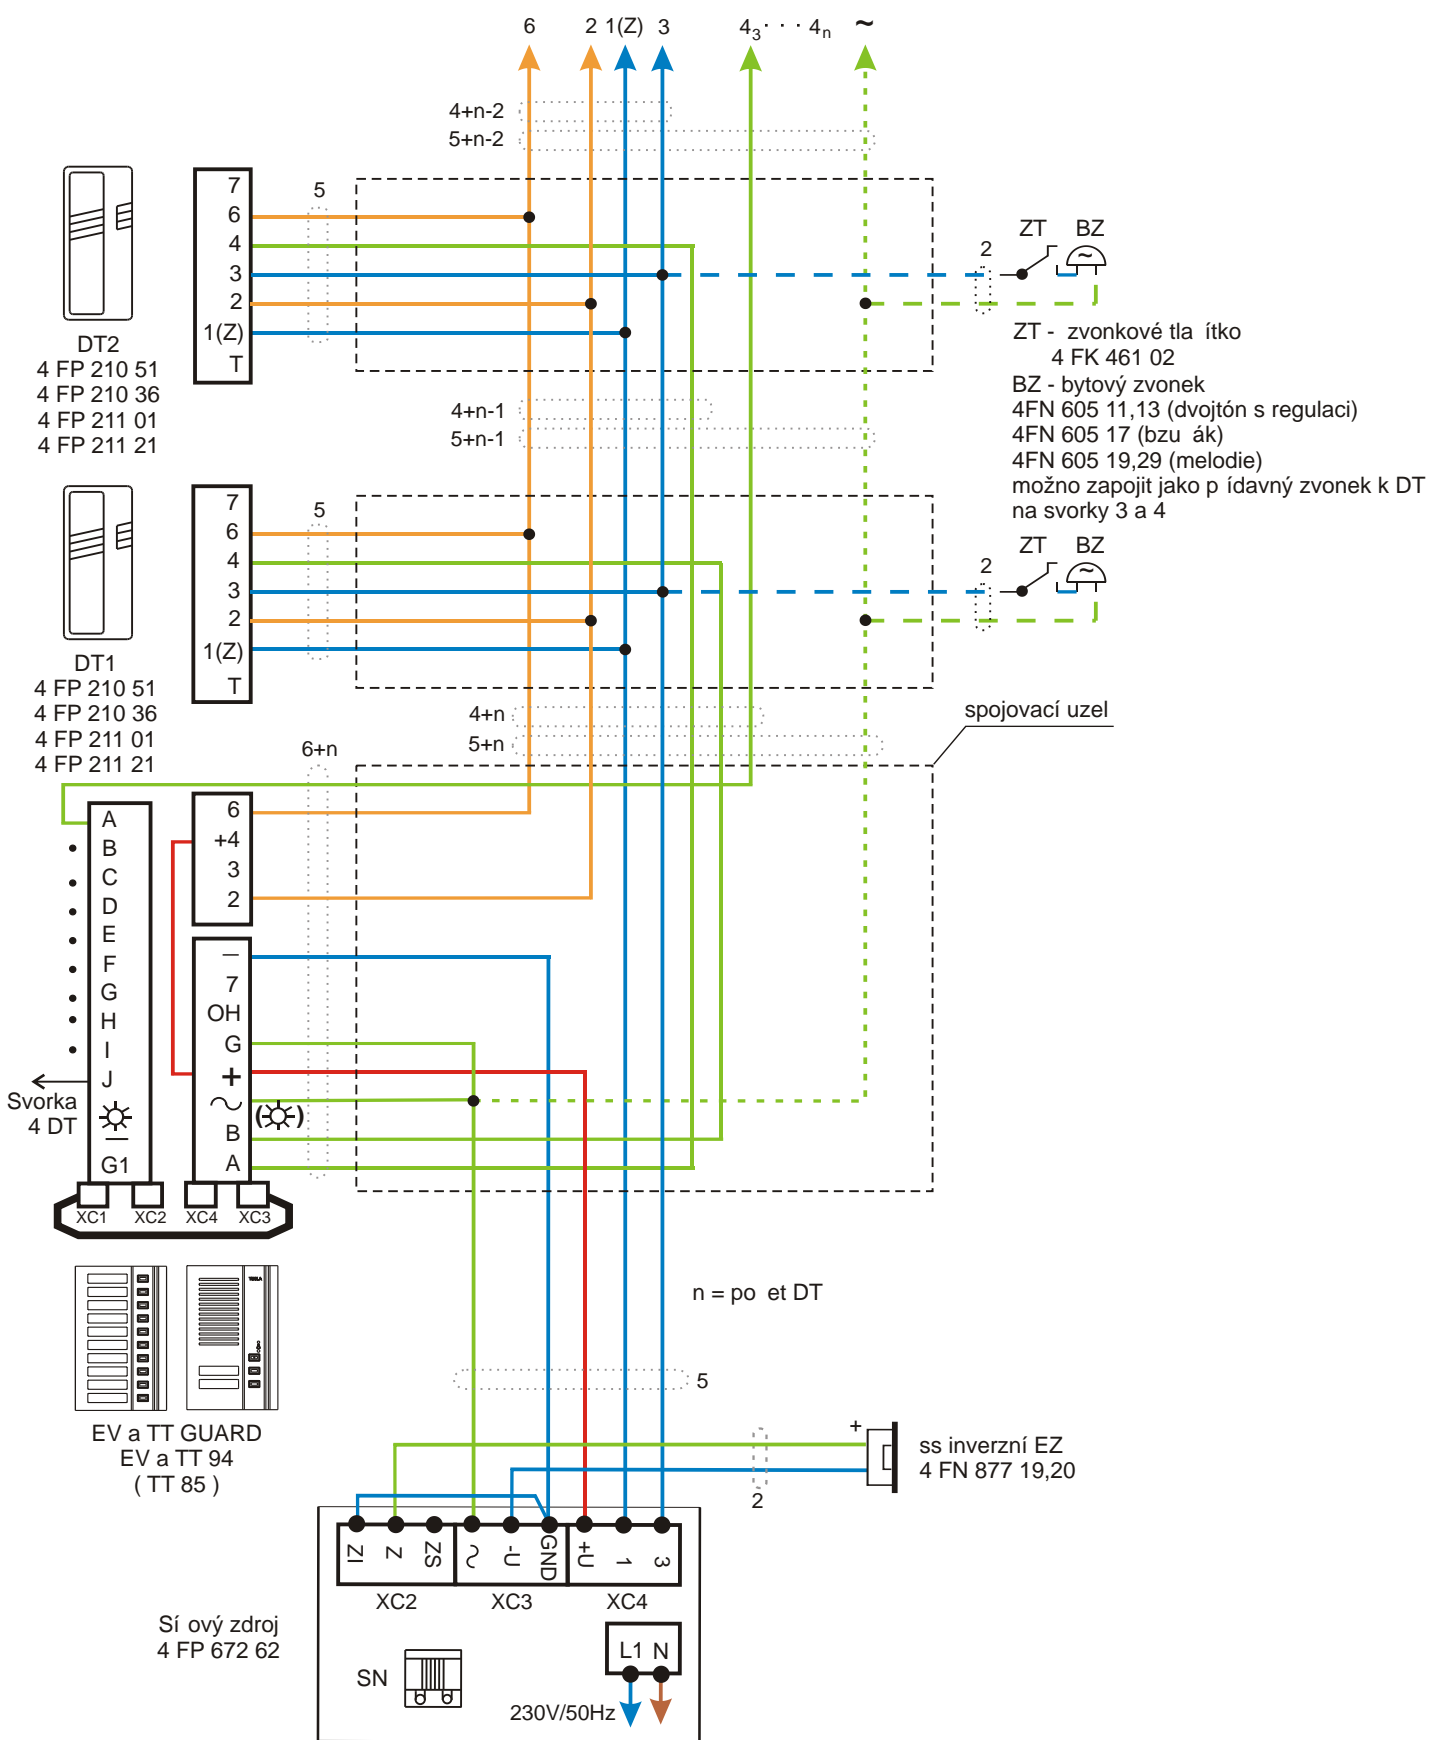 6 2 1(Z) 3 4₃ · · · 4ₙ ~
4+n-2
5+n-2
7
6
4
3
2
1(Z)
T
5
DT2
4 FP 210 51
4 FP 210 36
4 FP 211 01
4 FP 211 21
2
ZT BZ
~
ZT - zvonkové tla ítko
4 FK 461 02
BZ - bytový zvonek
4FN 605 11,13 (dvojtón s regulaci)
4FN 605 17 (bzu ák)
4FN 605 19,29 (melodie)
možno zapojit jako p ídavný zvonek k DT
na svorky 3 a 4
4+n-1
5+n-1
7
6
4
3
2
1(Z)
T
5
DT1
4 FP 210 51
4 FP 210 36
4 FP 211 01
4 FP 211 21
2
ZT BZ
~
4+n
5+n
spojovací uzel
6+n
A
B
C
D
E
F
G
H
I
J
—
G1
Svorka
4 DT
6
+4
3
2
—
7
OH
G
+
~
( )
B
A
XC1 XC2 XC4 XC3
TESLA
EV a TT GUARD
EV a TT 94
( TT 85 )
n = po et DT
5
+
ss inverzní EZ
4 FN 877 19,20
2
ZI Z ZS ~ -U GND +U 1 3
XC2 XC3 XC4
Sí ový zdroj
4 FP 672 62
SN
L1 N
230V/50Hz